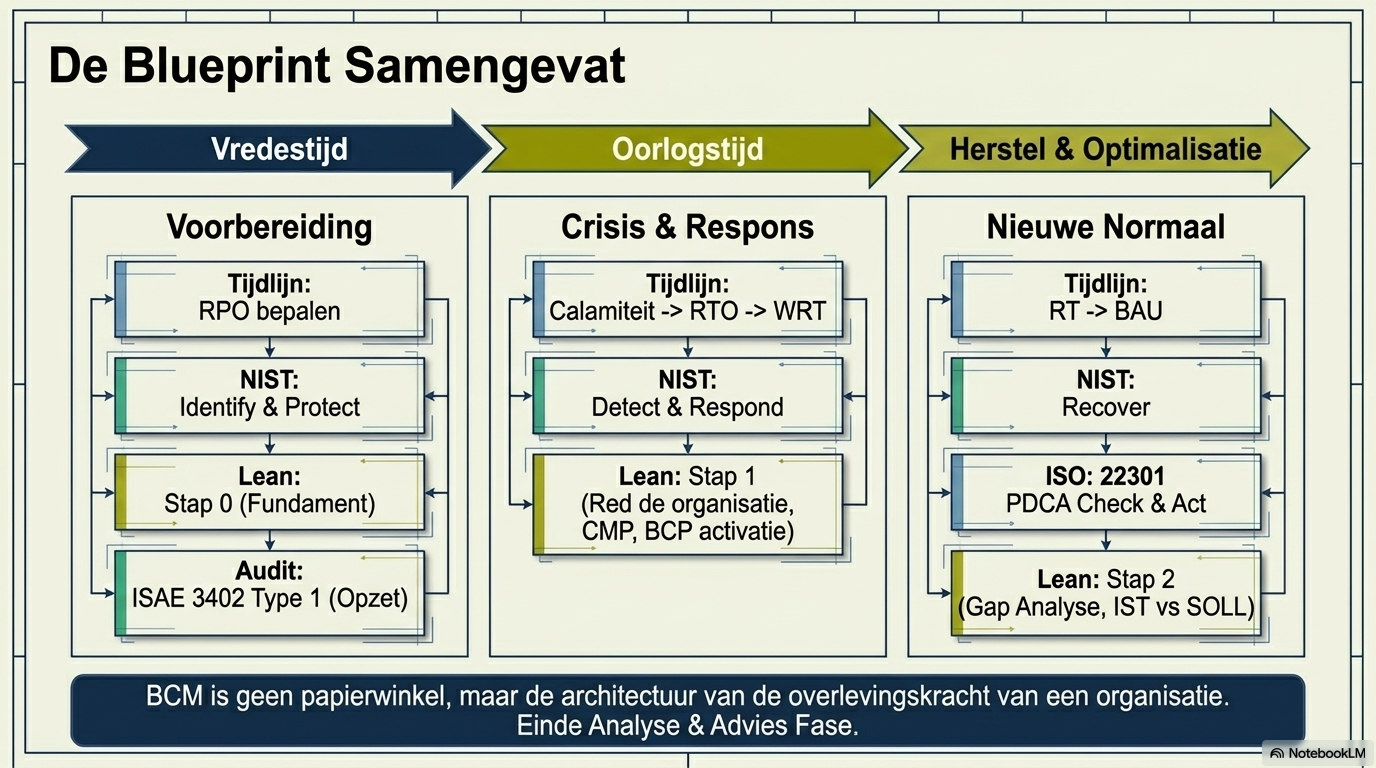 De Blueprint Samengevat
Vredestijd
Oorlogstijd
Herstel & Optimalisatie
Voorbereiding
Tijdlijn:
RPO bepalen
NIST:
Identify & Protect
Lean:
Stap 0 (Fundament)
Audit:
ISAE 3402 Type 1 (Opzet)
Crisis & Respons
Tijdlijn:
Calamiteit -> RTO -> WRT
NIST:
Detect & Respond
Lean: Stap 1
(Red de organisatie,
CMP, BCP activatie)
Nieuwe Normaal
Tijdlijn:
RT -> BAU
NIST:
Recover
ISO: 22301
PDCA Check & Act
Lean: Stap 2
(Gap Analyse, IST vs SOLL)
BCM is geen papierwinkel, maar de architectuur van de overlevingskracht van een organisatie.
Einde Analyse & Advies Fase.
NotebookLM